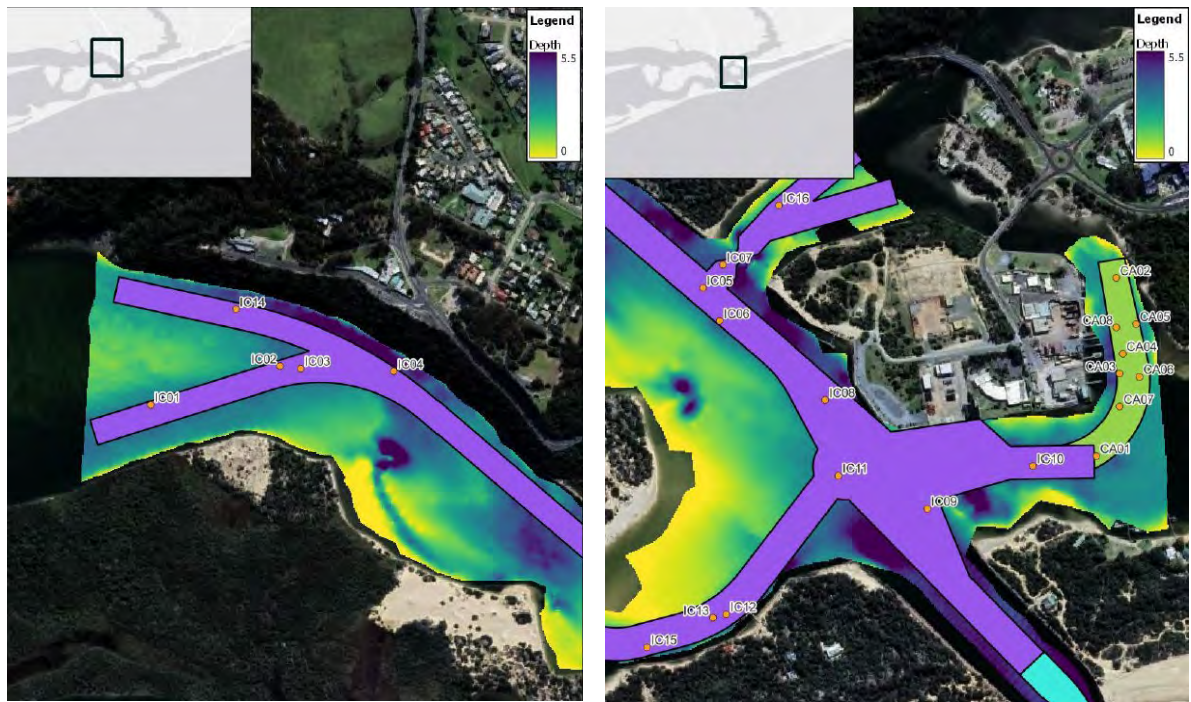 Legend
Depth
5.5
0
IC14
IC02
IC03
IC04
IC01
Legend
Depth
5.5
0
IC16
IC07
IC05
IC06
CA02
CA08
CA05
CA04
CA03
CA06
CA07
IC08
CA01
IC10
IC11
IC09
IC13
IC12
IC15